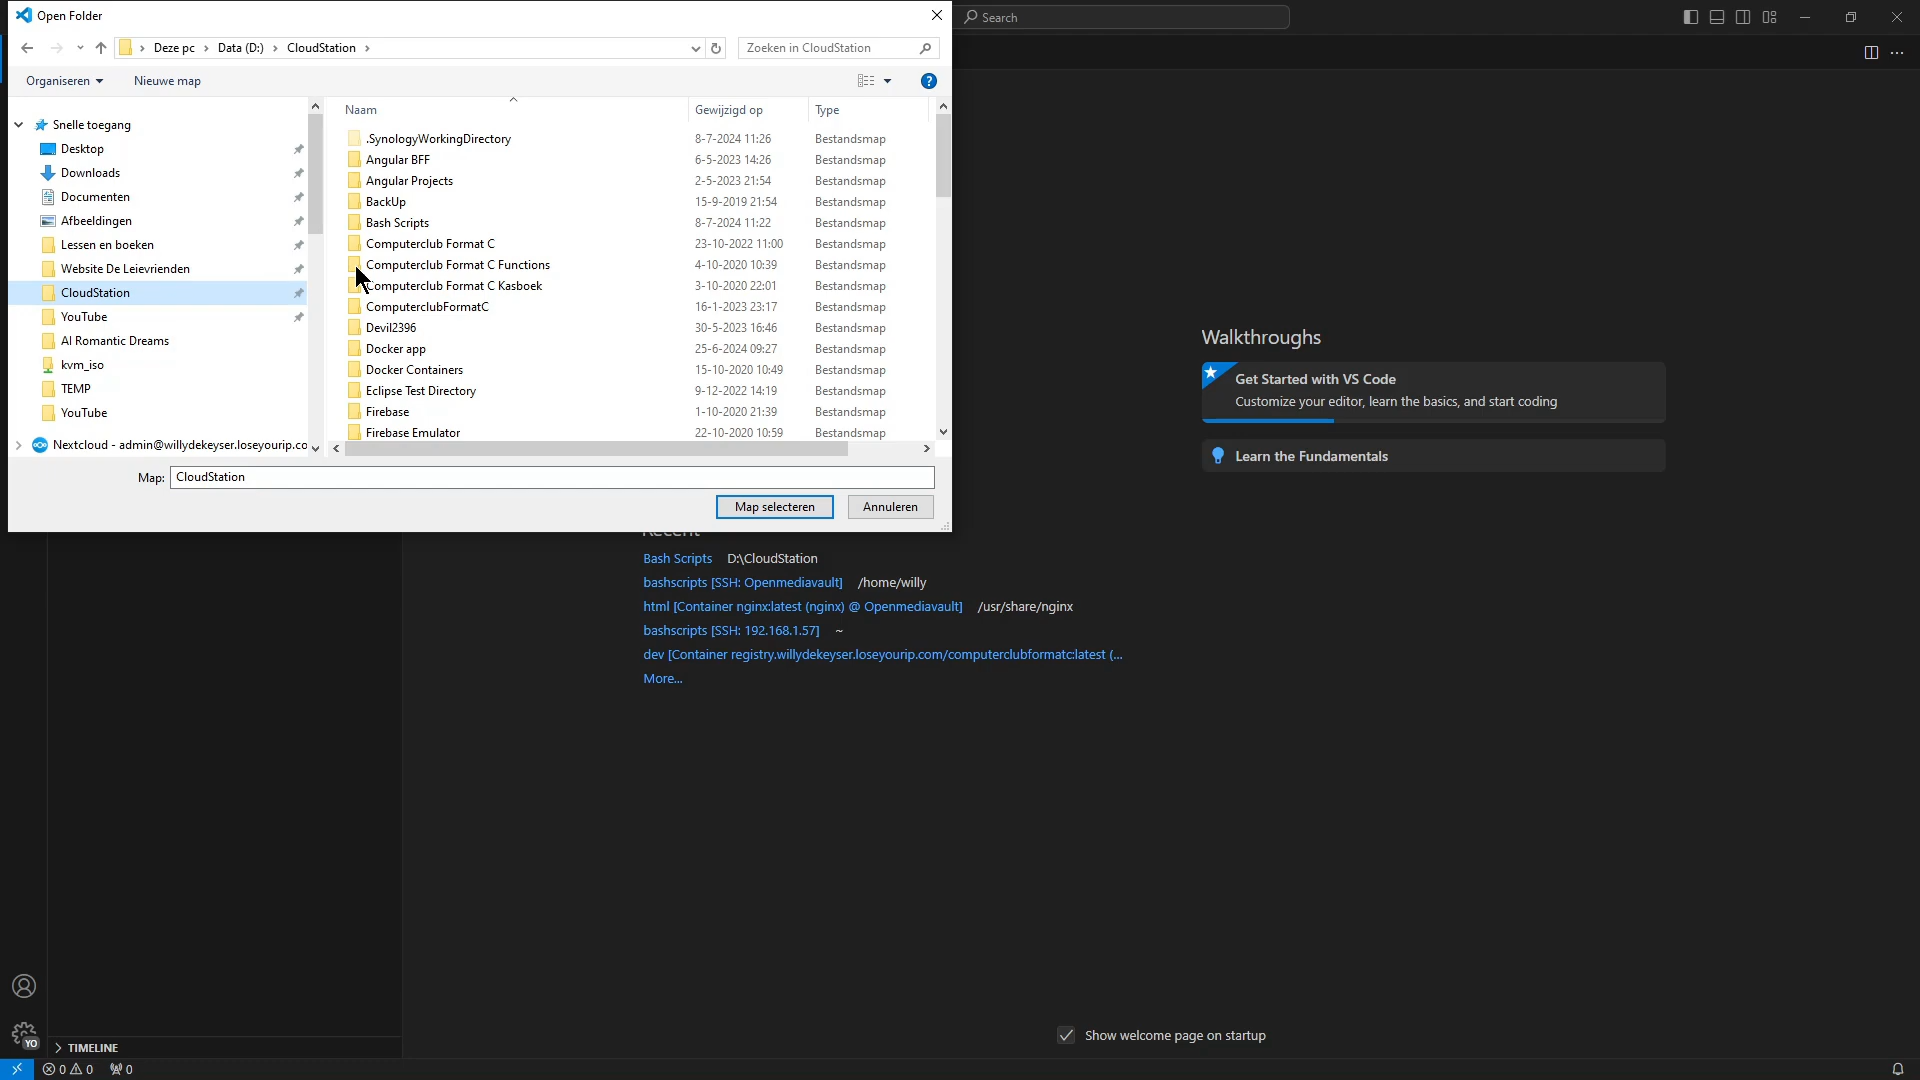 Open Folder
Search
Deze pc > Data (D:) > CloudStation >
Zoeken in CloudStation
Organiseren
Nieuwe map
Snelle toegang
Desktop
Downloads
Documenten
Afbeeldingen
Lessen en boeken
Website De Leievrienden
CloudStation
YouTube
AI Romantic Dreams
kvm_iso
TEMP
YouTube
Nextcloud - admin@willydekeyser.loseyourip.co
Naam Gewijzigd op Type
.SynologyWorkingDirectory 8-7-2024 11:26 Bestandsmap
Angular BFF 6-5-2023 14:26 Bestandsmap
Angular Projects 2-5-2023 21:54 Bestandsmap
BackUp 15-9-2019 21:54 Bestandsmap
Bash Scripts 8-7-2024 11:22 Bestandsmap
Computerclub Format C 23-10-2022 11:00 Bestandsmap
Computerclub Format C Functions 4-10-2020 10:39 Bestandsmap
Computerclub Format C Kasboek 3-10-2020 22:01 Bestandsmap
ComputerclubFormatC 16-1-2023 23:17 Bestandsmap
Devil2396 30-5-2023 16:46 Bestandsmap
Docker app 25-6-2024 09:27 Bestandsmap
Docker Containers 15-10-2020 10:49 Bestandsmap
Eclipse Test Directory 9-12-2022 14:19 Bestandsmap
Firebase 1-10-2020 21:39 Bestandsmap
Firebase Emulator 22-10-2020 10:59 Bestandsmap
Map: CloudStation
Map selecteren
Annuleren
Recent
Bash Scripts D:\CloudStation
bashscripts [SSH: Openmediavault] /home/willy
html [Container nginx:latest (nginx) @ Openmediavault] /usr/share/nginx
bashscripts [SSH: 192.168.1.57] ~
dev [Container registry.willydekeyser.loseyourip.com/computerclubformatc:latest (...
More...
Walkthroughs
Get Started with VS Code
Customize your editor, learn the basics, and start coding
Learn the Fundamentals
Show welcome page on startup
YO
TIMELINE
0 0 0